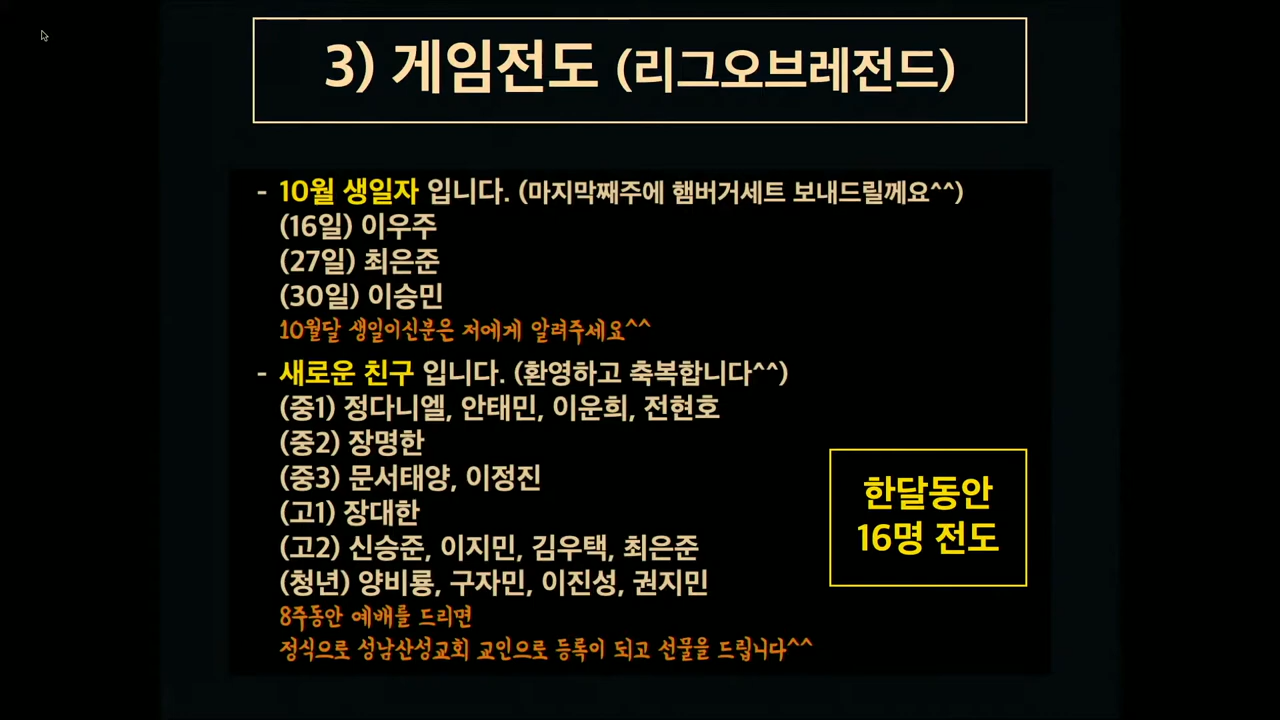 3) 게임전도 (리그오브레전드)
- 10월 생일자 입니다. (마지막째주에 햄버거세트 보내드릴께요^^)
(16일) 이우주
(27일) 최은준
(30일) 이승민
10월달 생일이신분은 저에게 알려주세요^^
- 새로운 친구 입니다. (환영하고 축복합니다^^)
(중1) 정다니엘, 안태민, 이운희, 전현호
(중2) 장명한
(중3) 문서태양, 이정진
(고1) 장대한
(고2) 신승준, 이지민, 김우택, 최은준
(청년) 양비룡, 구자민, 이진성, 권지민
8주동안 예배를 드리면
정식으로 성남산성교회 교인으로 등록이 되고 선물을 드립니다^^
한달동안
16명 전도